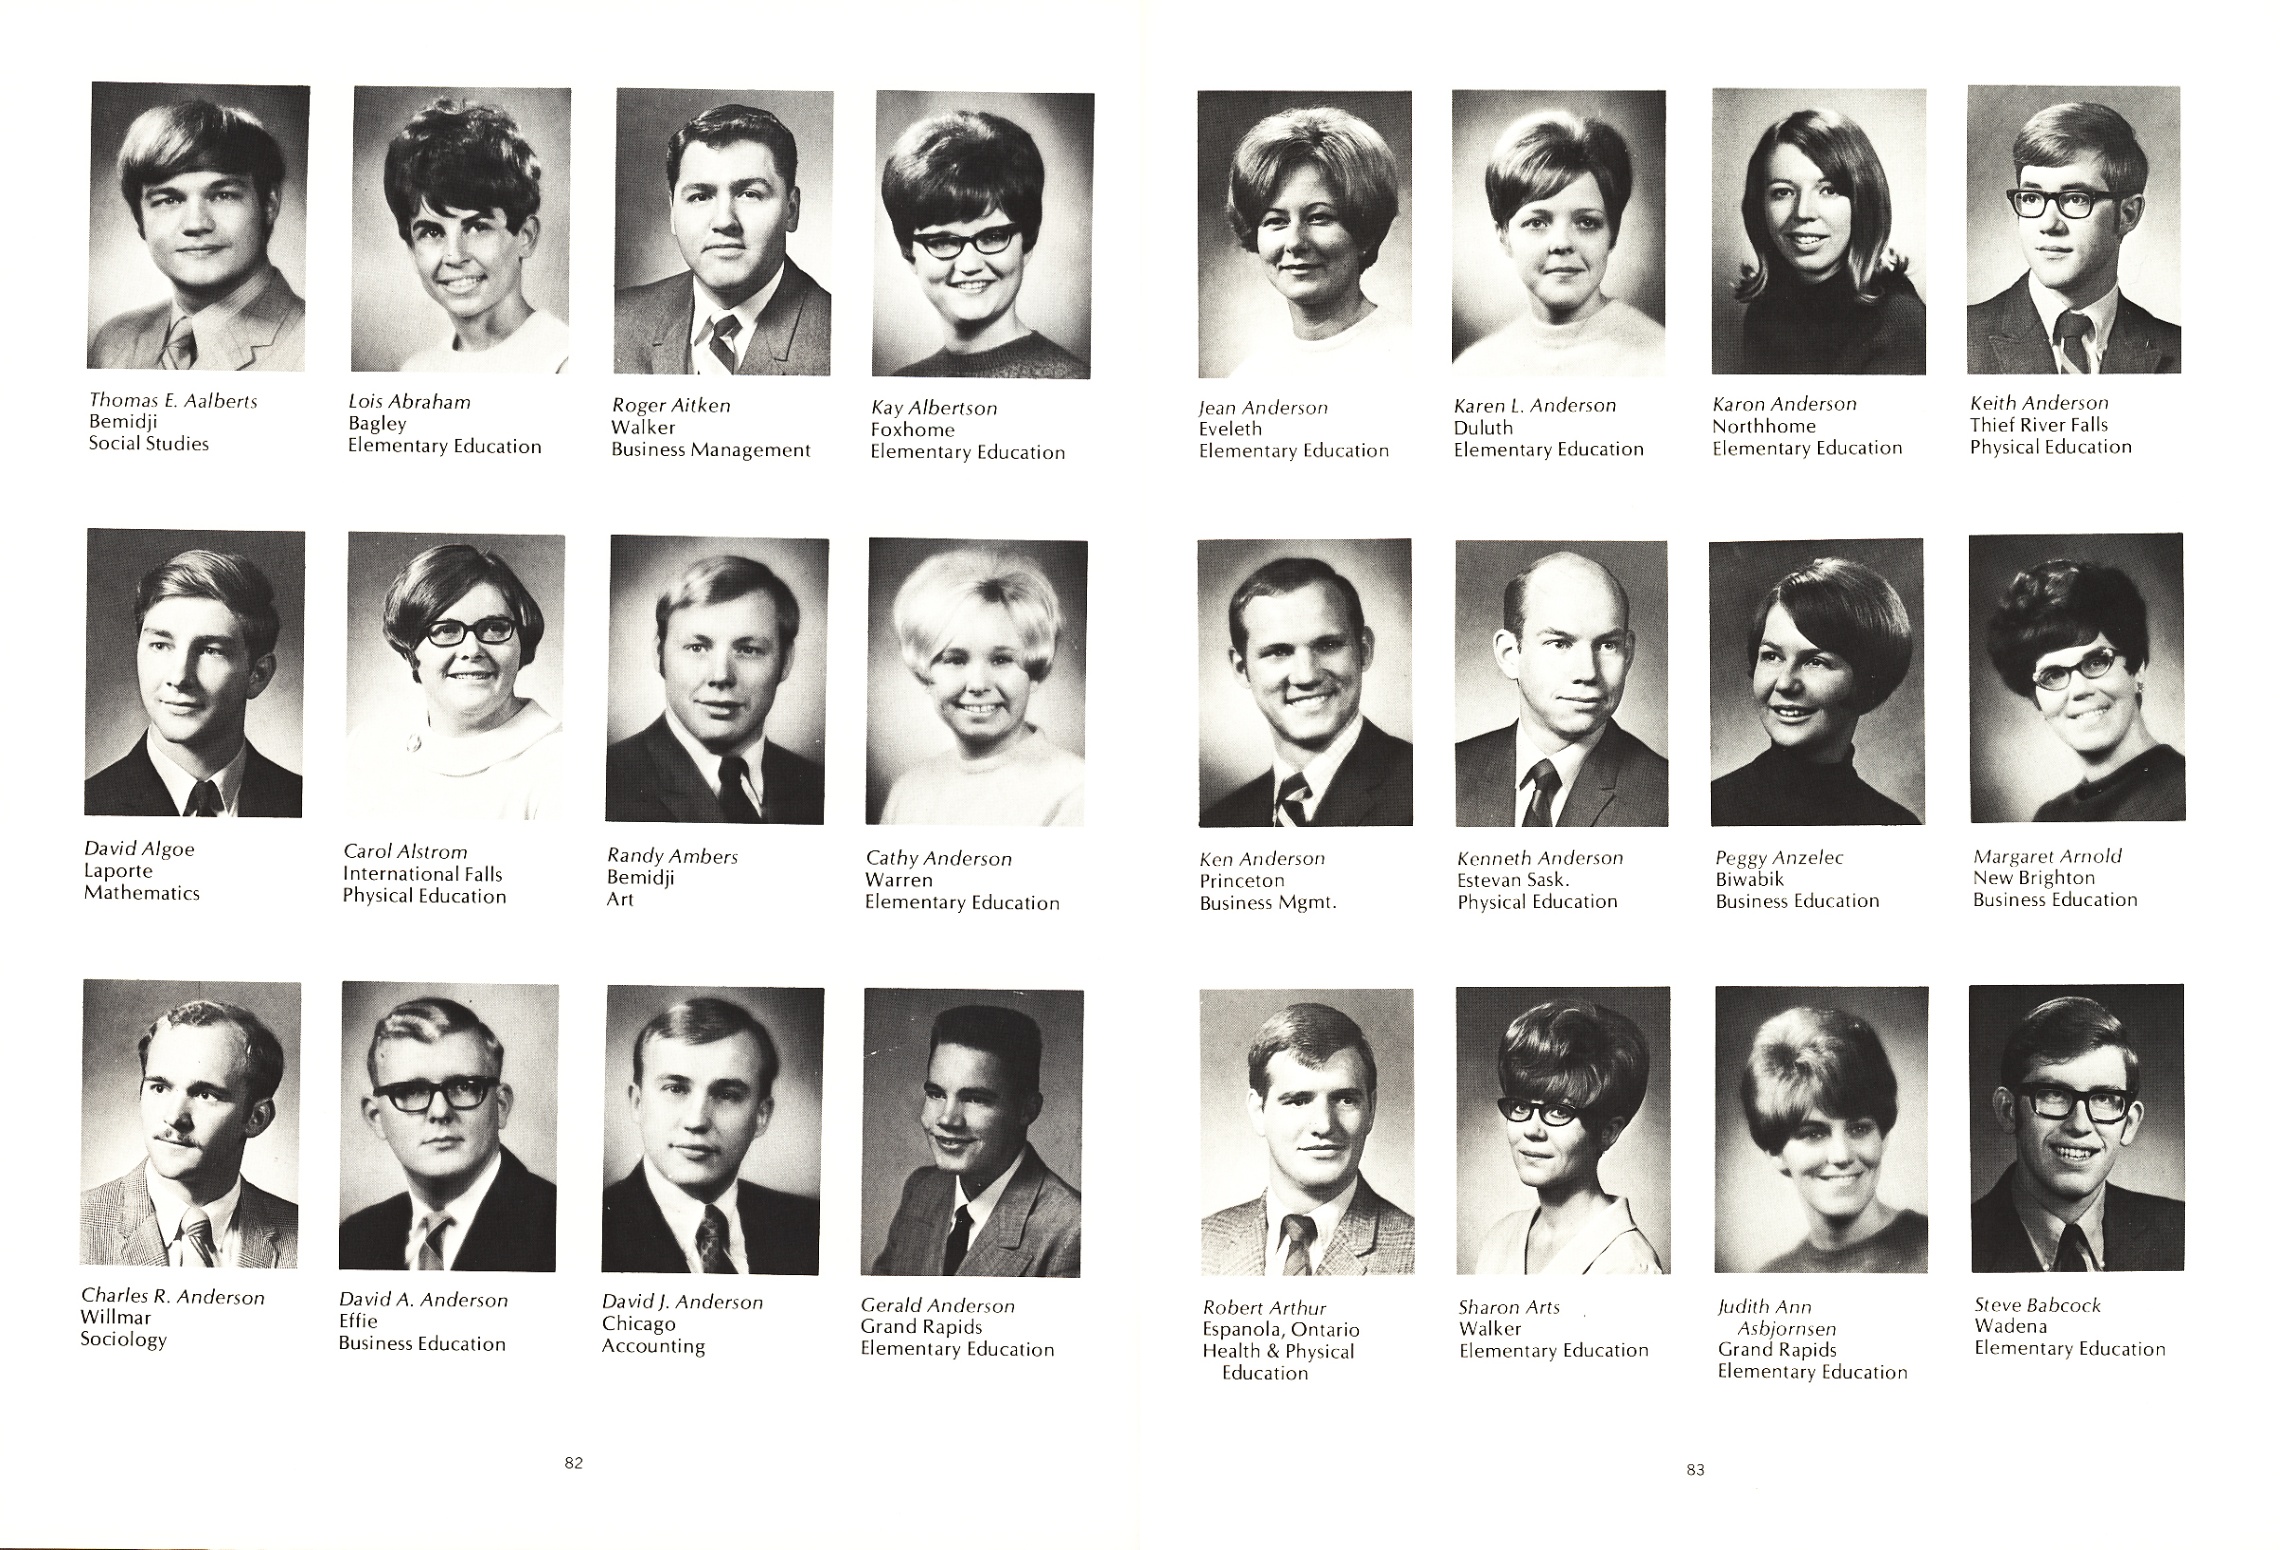 Thomas E. Aalberts
Bemidji
Social Studies
Lois Abraham
Bagley
Elementary Education
Roger Aitken
Walker
Business Management
Kay Albertson
Foxhome
Elementary Education
David Algoe
Laporte
Mathematics
Carol Alstrom
International Falls
Physical Education
Randy Ambers
Bemidji
Art
Cathy Anderson
Warren
Elementary Education
Charles R. Anderson
Willmar
Sociology
David A. Anderson
Effie
Business Education
David J. Anderson
Chicago
Accounting
Gerald Anderson
Grand Rapids
Elementary Education
82
Jean Anderson
Eveleth
Elementary Education
Karen L. Anderson
Duluth
Elementary Education
Karon Anderson
Northhome
Elementary Education
Keith Anderson
Thief River Falls
Physical Education
Ken Anderson
Princeton
Business Mgmt.
Kenneth Anderson
Estevan Sask.
Physical Education
Peggy Anzelec
Biwabik
Business Education
Margaret Arnold
New Brighton
Business Education
Robert Arthur
Espanola, Ontario
Health & Physical
Education
Sharon Arts
Walker
Elementary Education
Judith Ann
Asbjornsen
Grand Rapids
Elementary Education
Steve Babcock
Wadena
Elementary Education
83